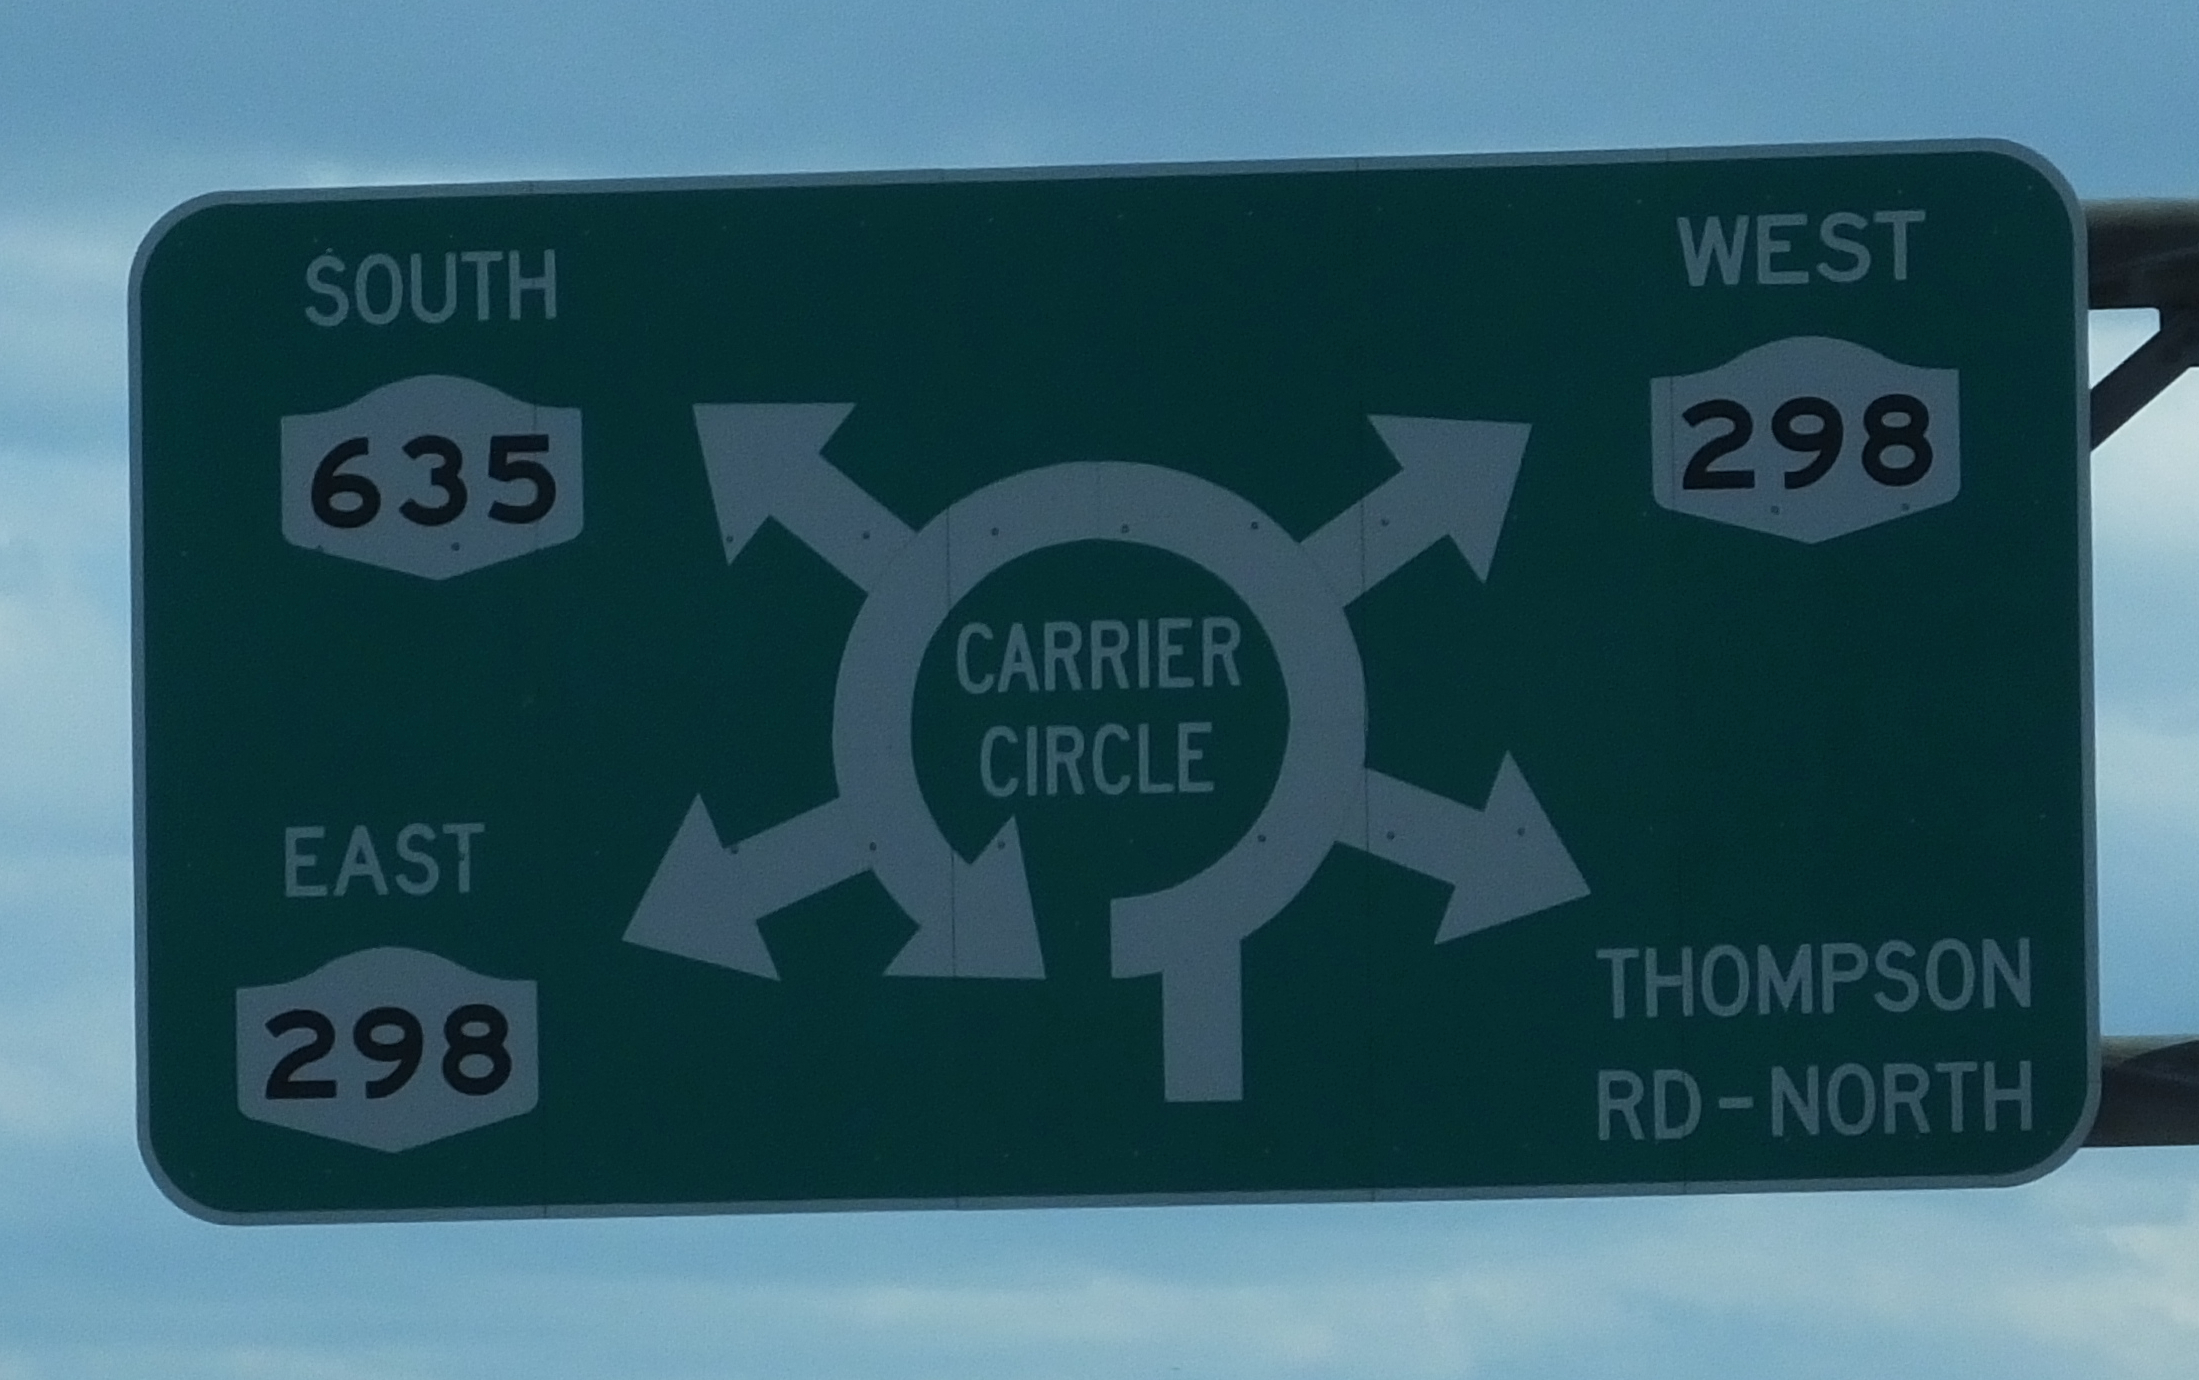 SOUTH
635
WEST
298
CARRIER
CIRCLE
EAST
298
THOMPSON
RD-NORTH